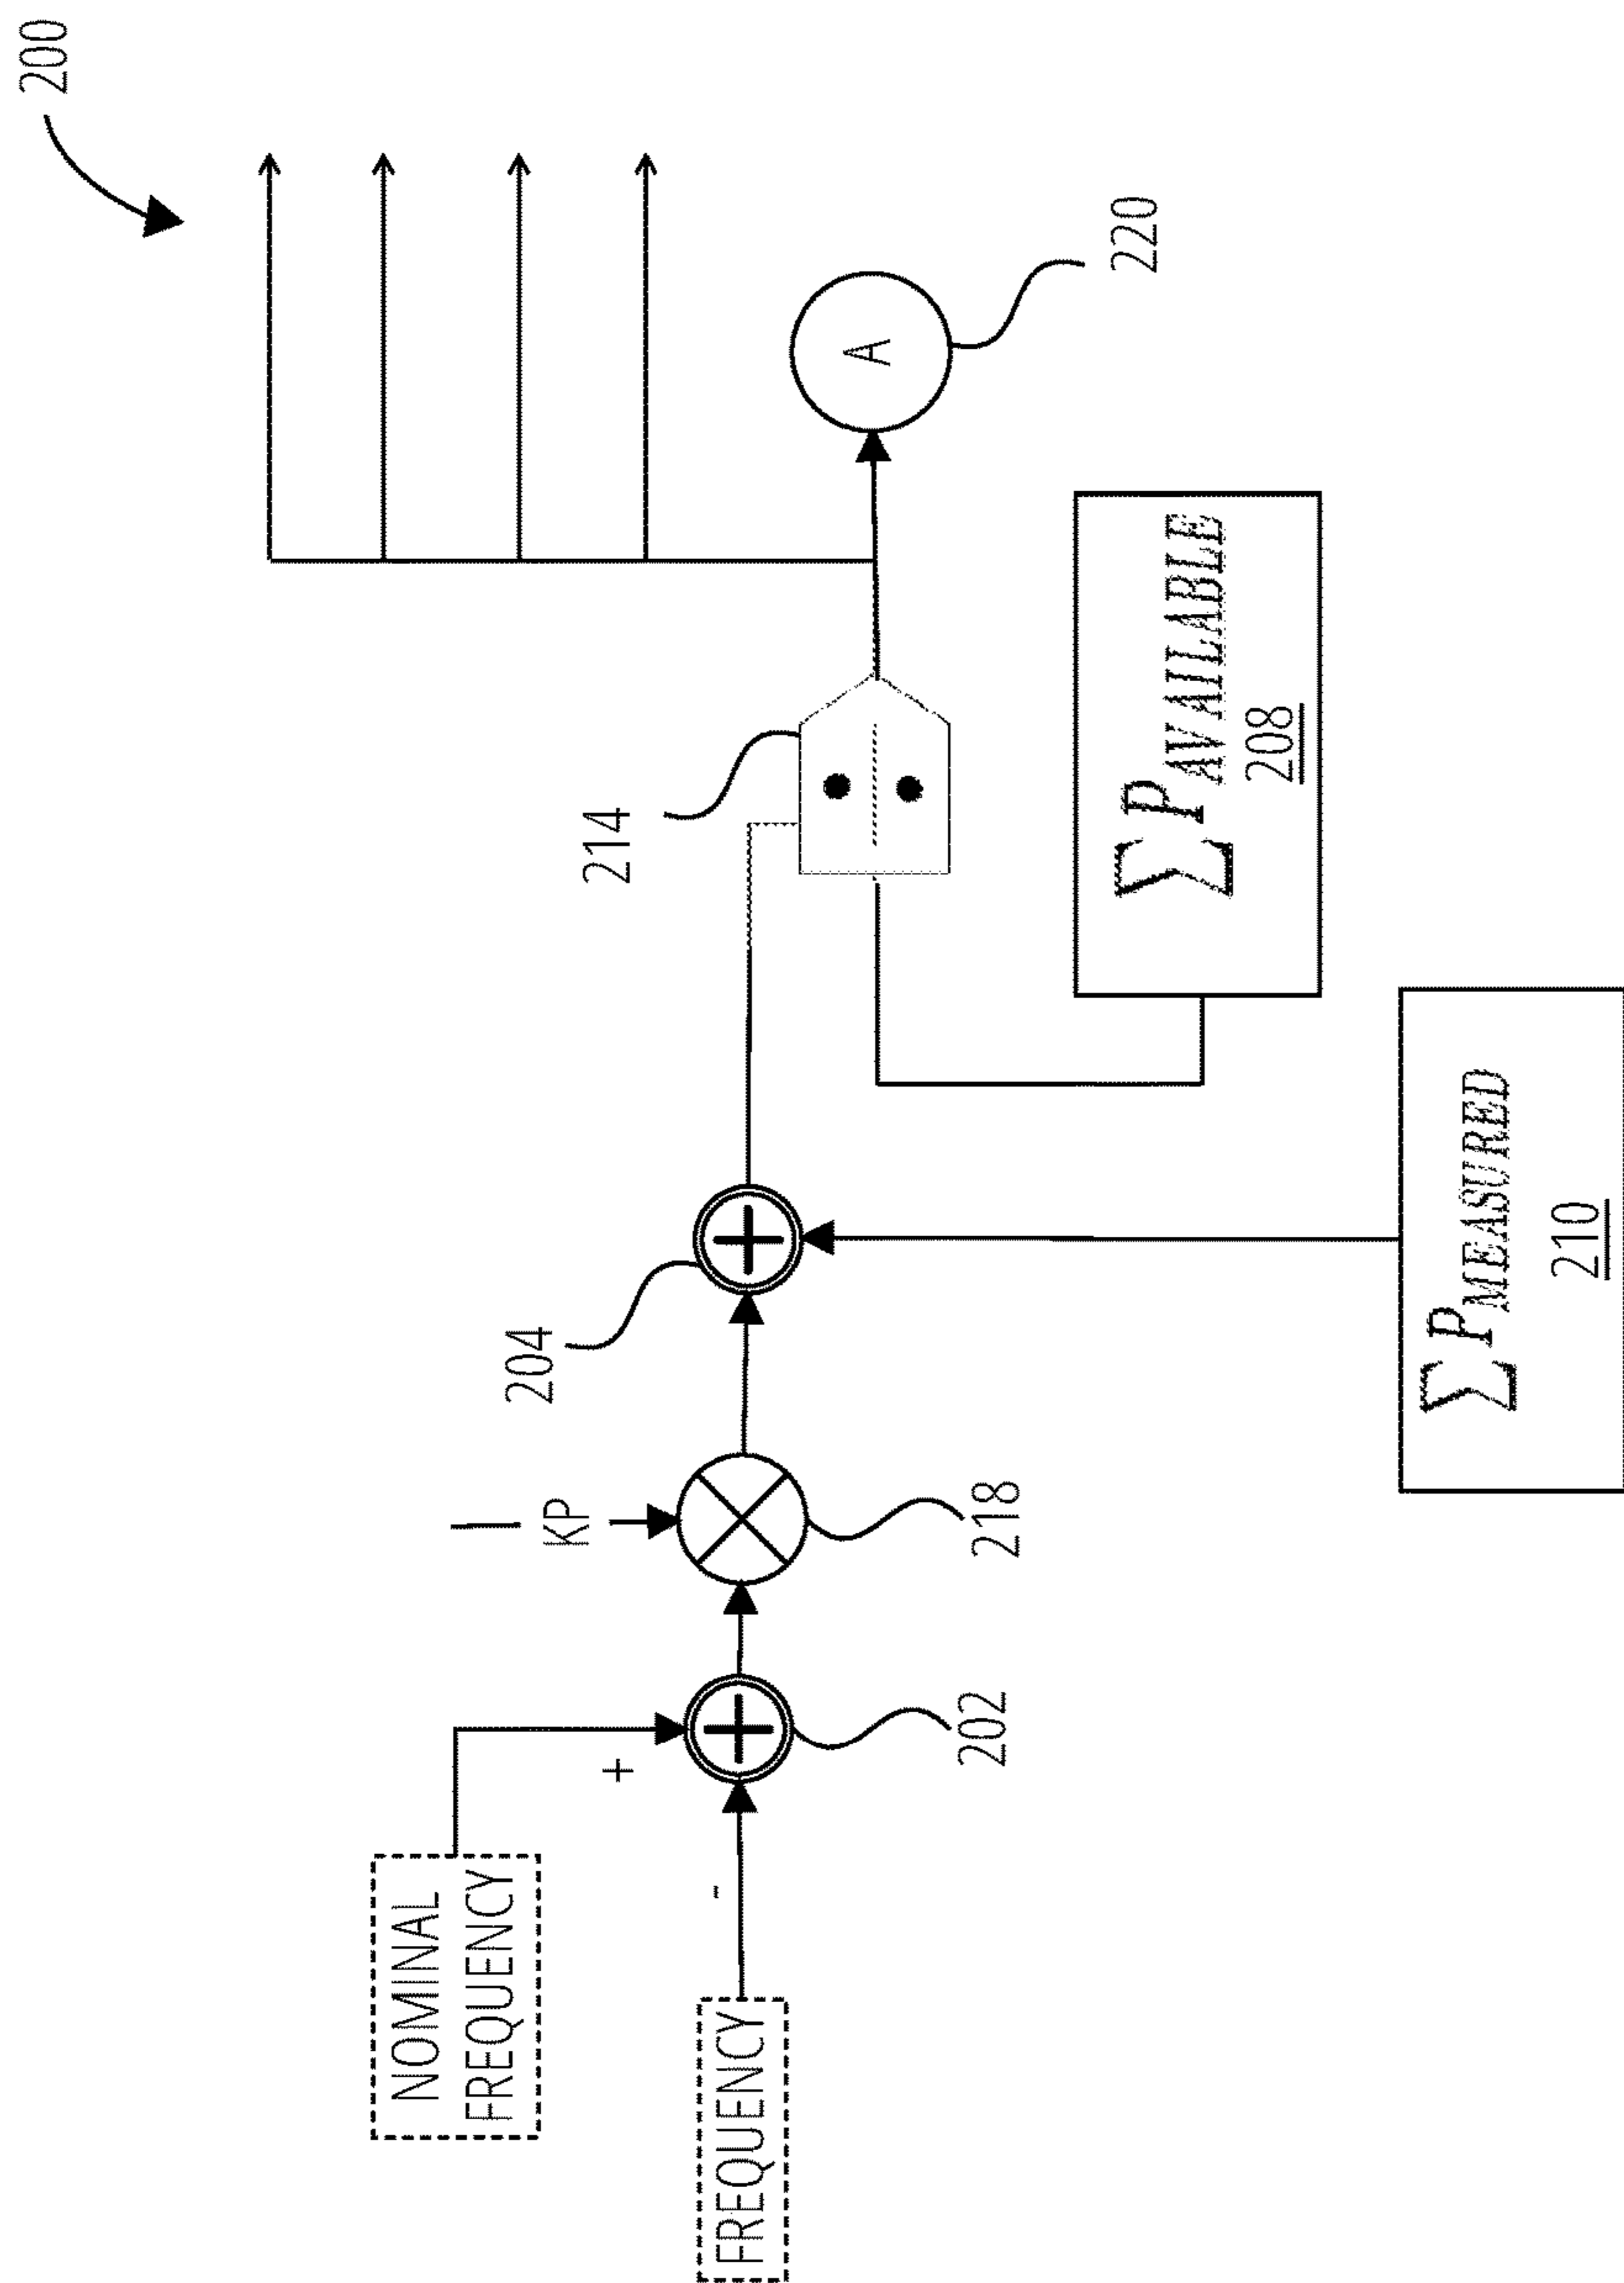 200
NOMINAL
FREQUENCY
+
FREQUENCY
-
202
KP
218
204
214
A
220
∑ P AVAILABLE
208
∑ P MEASURED
210